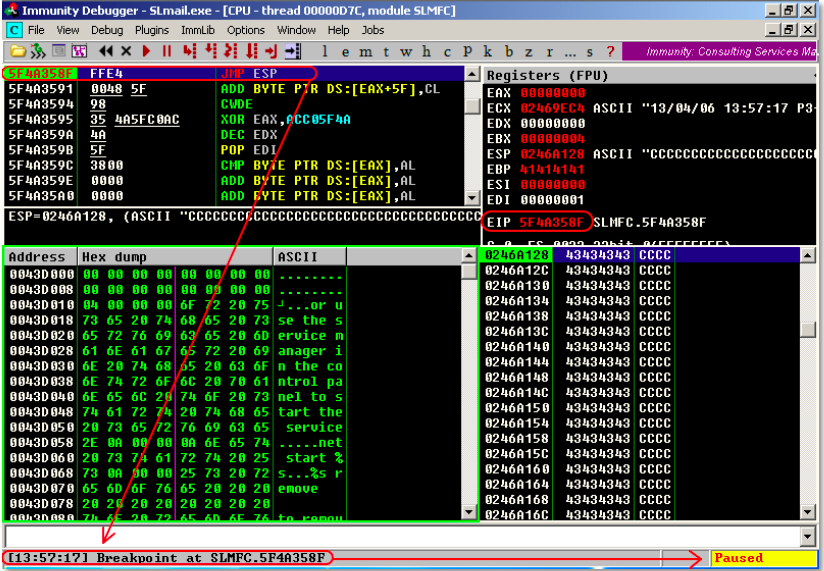 Immunity Debugger - SLmail.exe - [CPU - thread 00000D7C, module SLMFC]
C File View Debug Plugins ImmLib Options Window Help Jobs
l e m t w h c P k b z r ... s ? Immunity: Consulting Services Ma
5F4A358F FFE4 JMP ESP
5F4A3591 0048 5F ADD BYTE PTR DS:[EAX+5F],CL
5F4A3594 98 CWDE
5F4A3595 35 4A5FC0AC XOR EAX,ACC05F4A
5F4A359A 4A DEC EDX
5F4A359B 5F POP EDI
5F4A359C 3800 CMP BYTE PTR DS:[EAX],AL
5F4A359E 0000 ADD BYTE PTR DS:[EAX],AL
5F4A35A0 0000 ADD BYTE PTR DS:[EAX],AL
ESP=0246A128, (ASCII "CCCCCCCCCCCCCCCCCCCCCCCCCCCCCC
Registers (FPU)
EAX 00000000
ECX 02469EC4 ASCII "13/04/06 13:57:17 P3-
EDX 00000000
EBX 00000004
ESP 0246A128 ASCII "CCCCCCCCCCCCCCCCCCCCC
EBP 41414141
ESI 00000000
EDI 00000001
EIP 5F4A358F SLMFC.5F4A358F
Address Hex dump ASCII
0043D000 00 00 00 00 00 00 00 00 ........
0043D008 00 00 00 00 00 00 00 00 ........
0043D010 04 00 00 00 6F 72 20 75 ┘...or u
0043D018 73 65 20 74 68 65 20 73 se the s
0043D020 65 72 76 69 63 65 20 6D ervice m
0043D028 61 6E 61 67 65 72 20 69 anager i
0043D030 6E 20 74 68 65 20 63 6F n the co
0043D038 6E 74 72 6F 6C 20 70 61 ntrol pa
0043D040 6E 65 6C 20 74 6F 20 73 nel to s
0043D048 74 61 72 74 20 74 68 65 tart the
0043D050 20 73 65 72 76 69 63 65 service
0043D058 2E 0A 00 00 0A 6E 65 74 .....net
0043D060 20 73 74 61 72 74 20 25 start %
0043D068 73 0A 00 00 25 73 20 72 s...%s r
0043D070 65 6D 6F 76 65 20 20 20 emove
0043D078 20 20 20 20 20 20 20 20
0043D080 74 6F 20 72 65 6D 6F 76 to remov
0246A128 43434343 CCCC
0246A12C 43434343 CCCC
0246A130 43434343 CCCC
0246A134 43434343 CCCC
0246A138 43434343 CCCC
0246A13C 43434343 CCCC
0246A140 43434343 CCCC
0246A144 43434343 CCCC
0246A148 43434343 CCCC
0246A14C 43434343 CCCC
0246A150 43434343 CCCC
0246A154 43434343 CCCC
0246A158 43434343 CCCC
0246A15C 43434343 CCCC
0246A160 43434343 CCCC
0246A164 43434343 CCCC
0246A168 43434343 CCCC
0246A16C 43434343 CCCC
[13:57:17] Breakpoint at SLMFC.5F4A358F
Paused